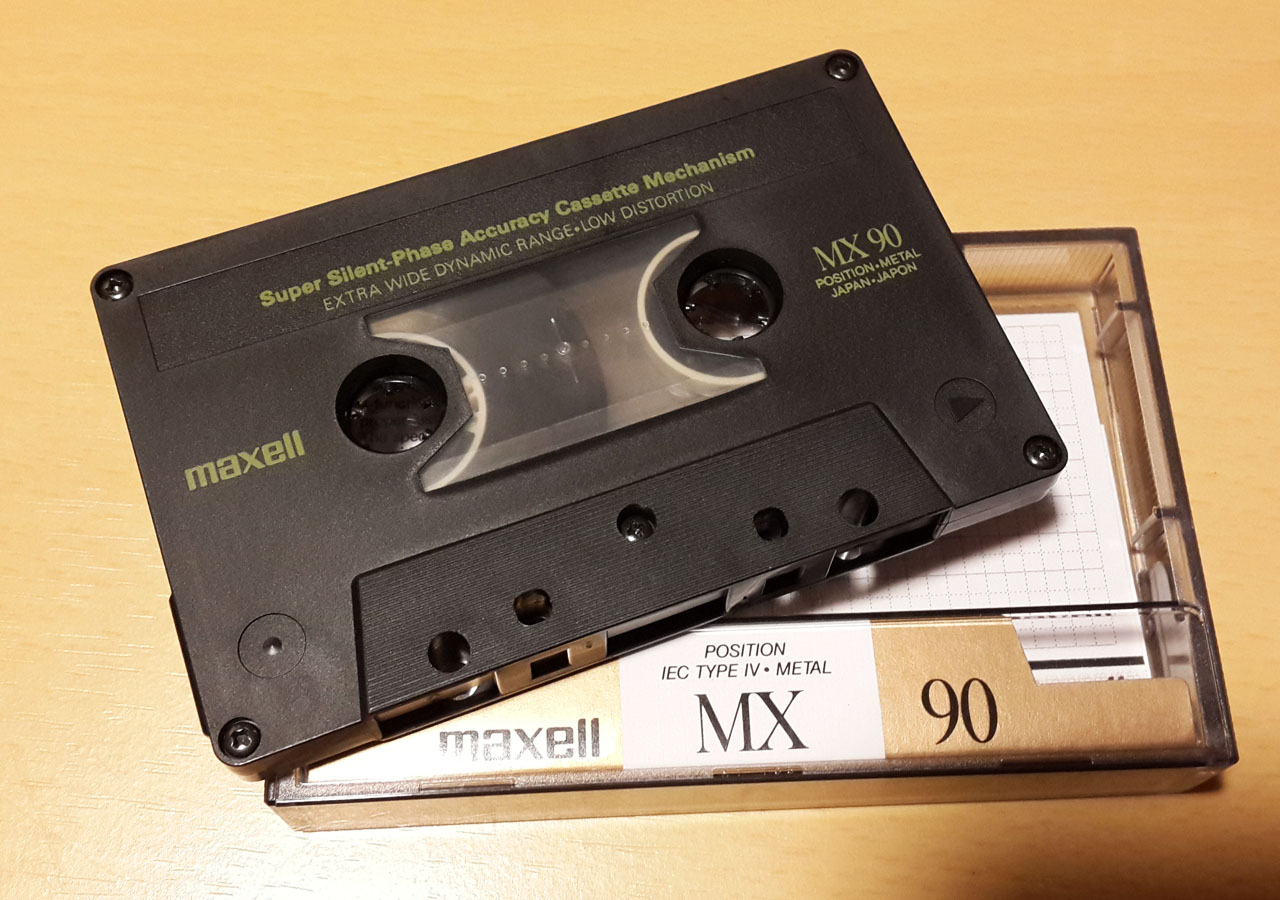 Super Silent-Phase Accuracy Cassette Mechanism
EXTRA WIDE DYNAMIC RANGE•LOW DISTORTION
MX 90
POSITION•METAL
JAPAN•JAPON
maxell
POSITION
IEC TYPE IV• METAL
maxell
MX
90